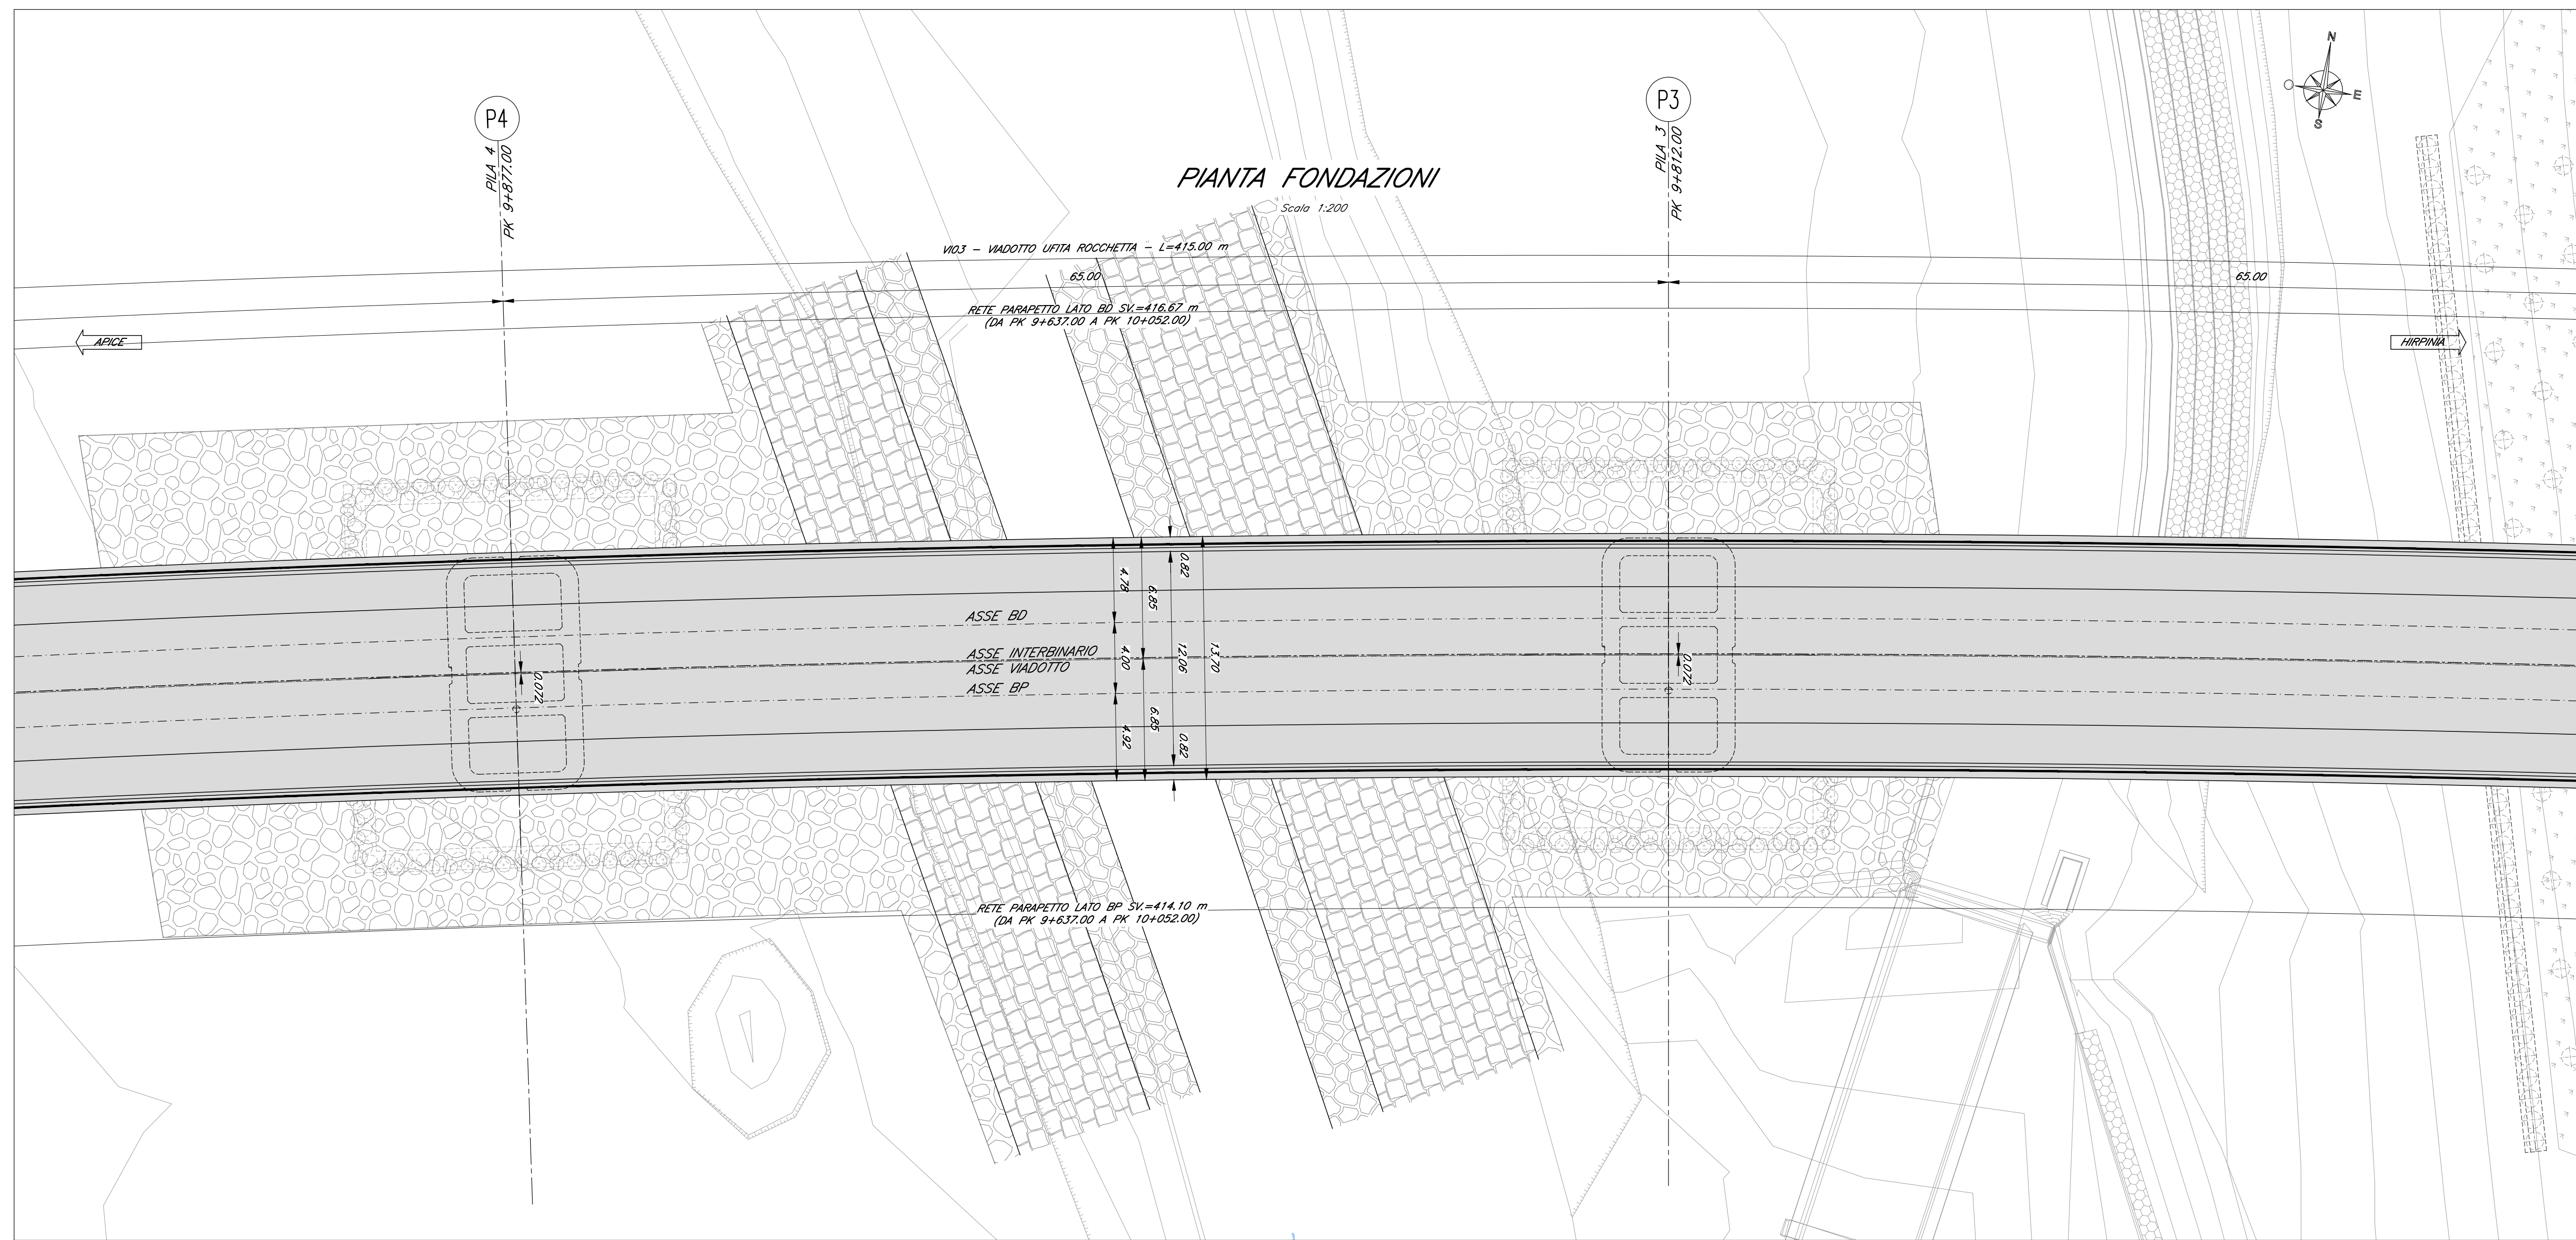 N
O
E
S
P4
PILA 4
PK 9+877.00
P3
PILA 3
PK 9+812.00
PIANTA FONDAZIONI
Scala 1:200
VI03 - VIADOTTO UFITA ROCCHETTA - L=415.00 m
65.00
65.00
RETE PARAPETTO LATO BD SV.=416.67 m
(DA PK 9+637.00 A PK 10+052.00)
APICE
HIRPINIA
0.82
4.78
6.85
ASSE BD
4.00
12.06
13.70
ASSE INTERBINARIO
ASSE VIADOTTO
ASSE BP
0.072
0.072
4.92
6.85
0.82
RETE PARAPETTO LATO BP SV.=414.10 m
(DA PK 9+637.00 A PK 10+052.00)